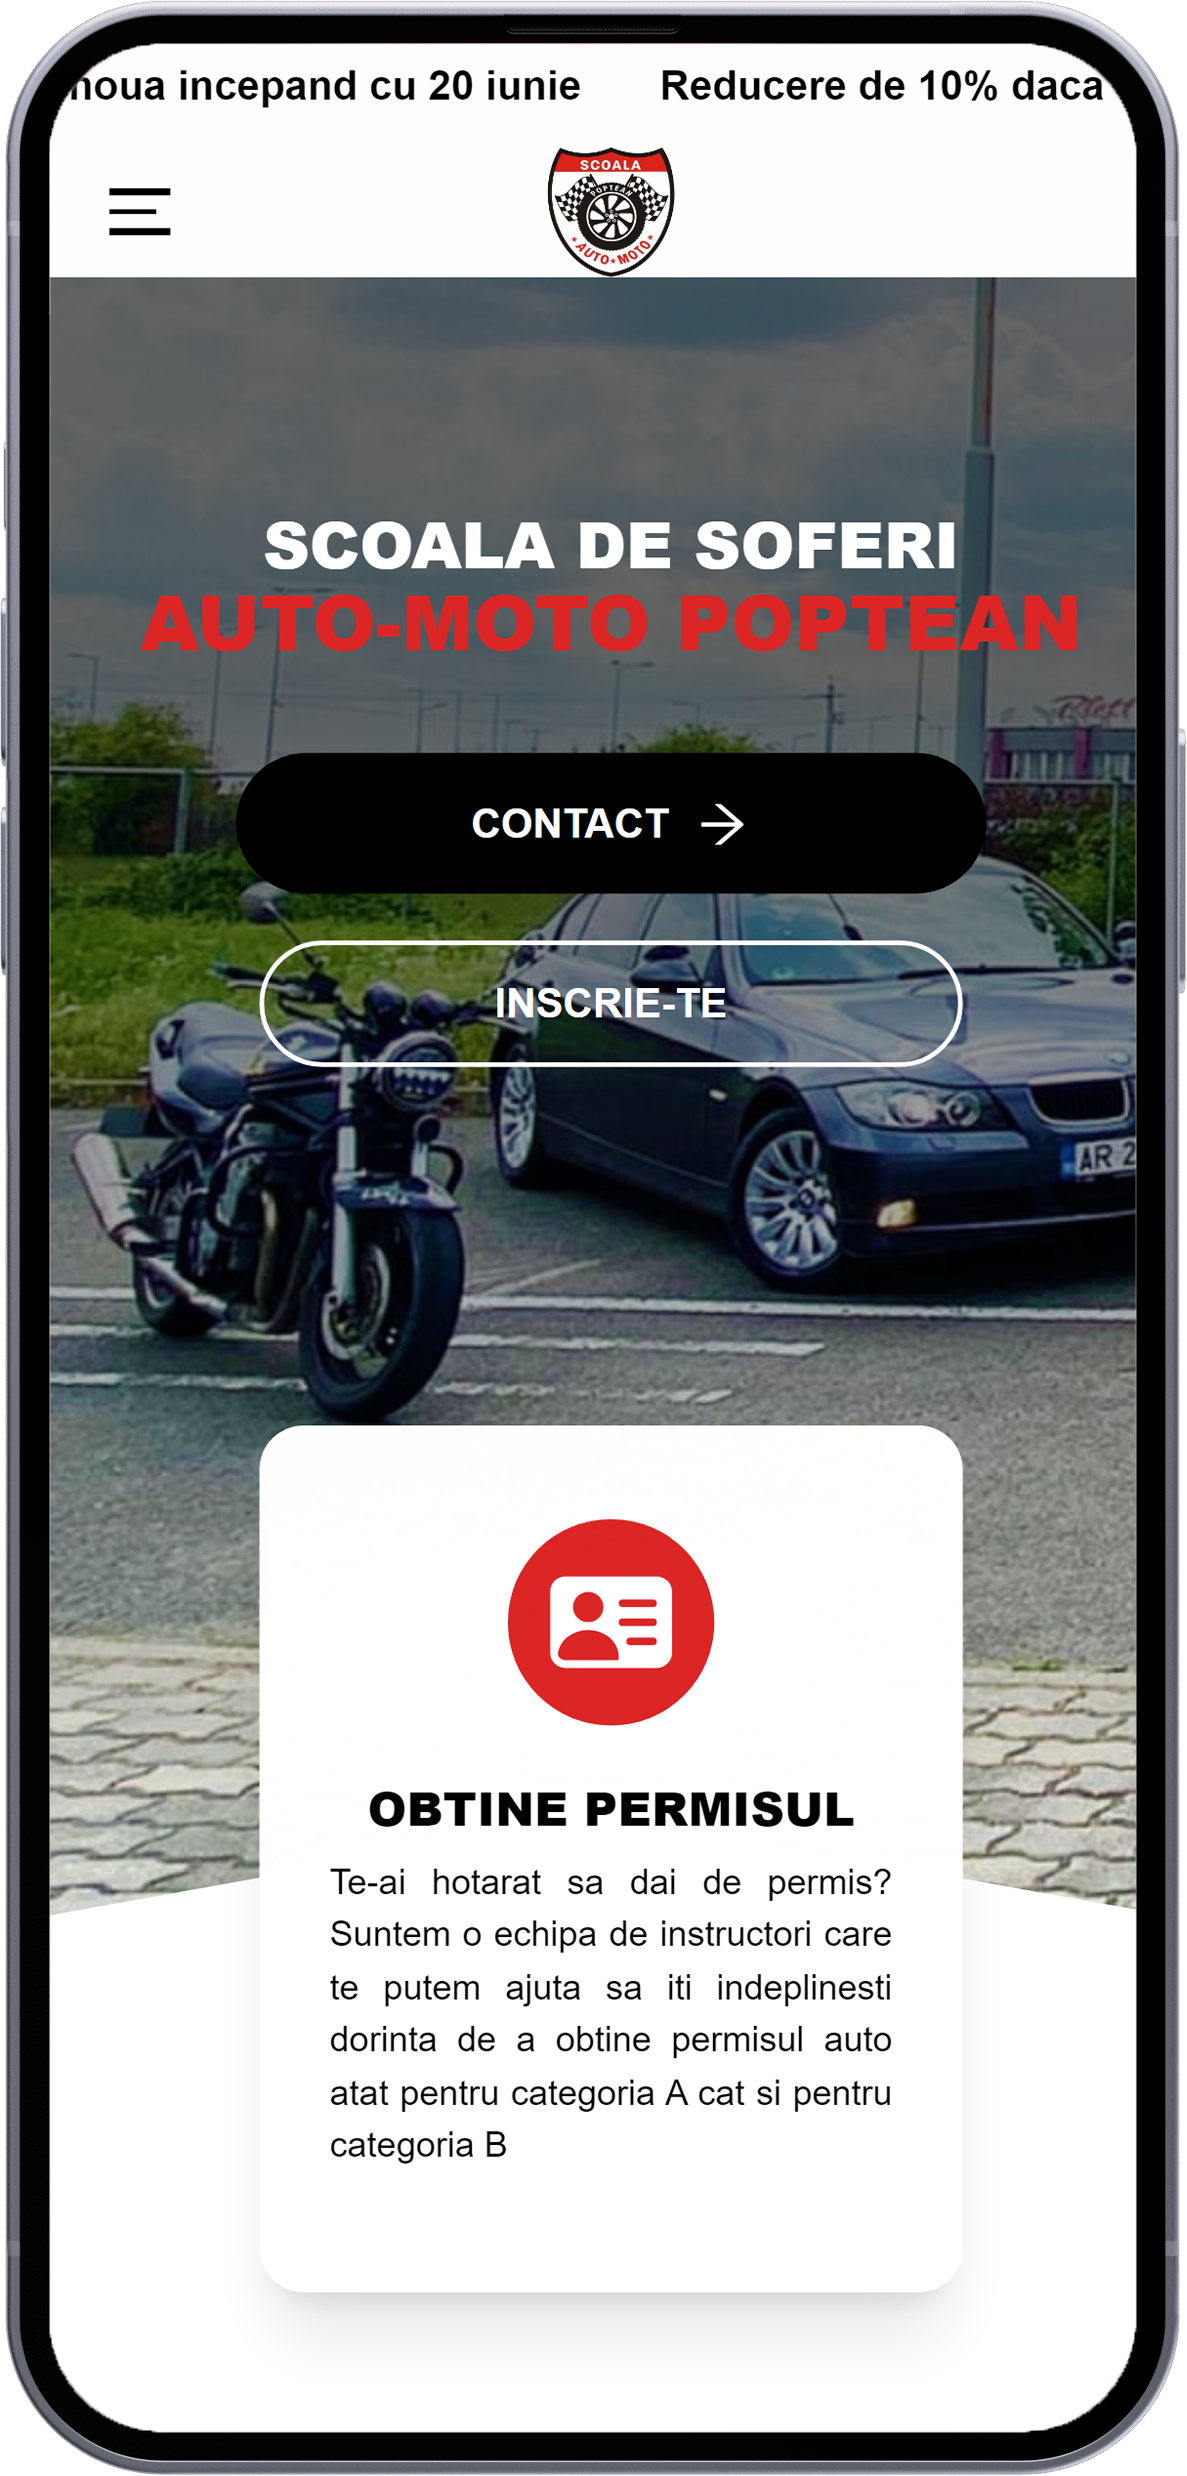 noua incepand cu 20 iunie Reducere de 10% daca
SCOALA
POPTEAN
AUTO★MOTO
SCOALA DE SOFERI
AUTO-MOTO POPTEAN
CONTACT →
INSCRIE-TE
AR 2
OBTINE PERMISUL
Te-ai hotarat sa dai de permis?
Suntem o echipa de instructori care
te putem ajuta sa iti indeplinesti
dorinta de a obtine permisul auto
atat pentru categoria A cat si pentru
categoria B